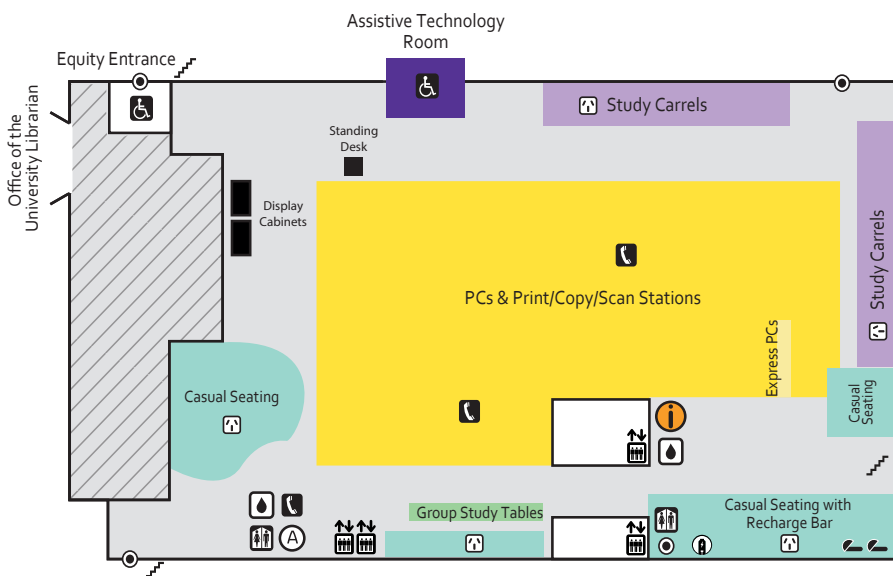 Assistive Technology
Room
Equity Entrance
Office of the
University Librarian
Study Carrels
Standing
Desk
Display
Cabinets
Study Carrels
PCs & Print/Copy/Scan Stations
Express PCs
Casual Seating
Casual
Seating
i
Group Study Tables
Casual Seating with
Recharge Bar
A